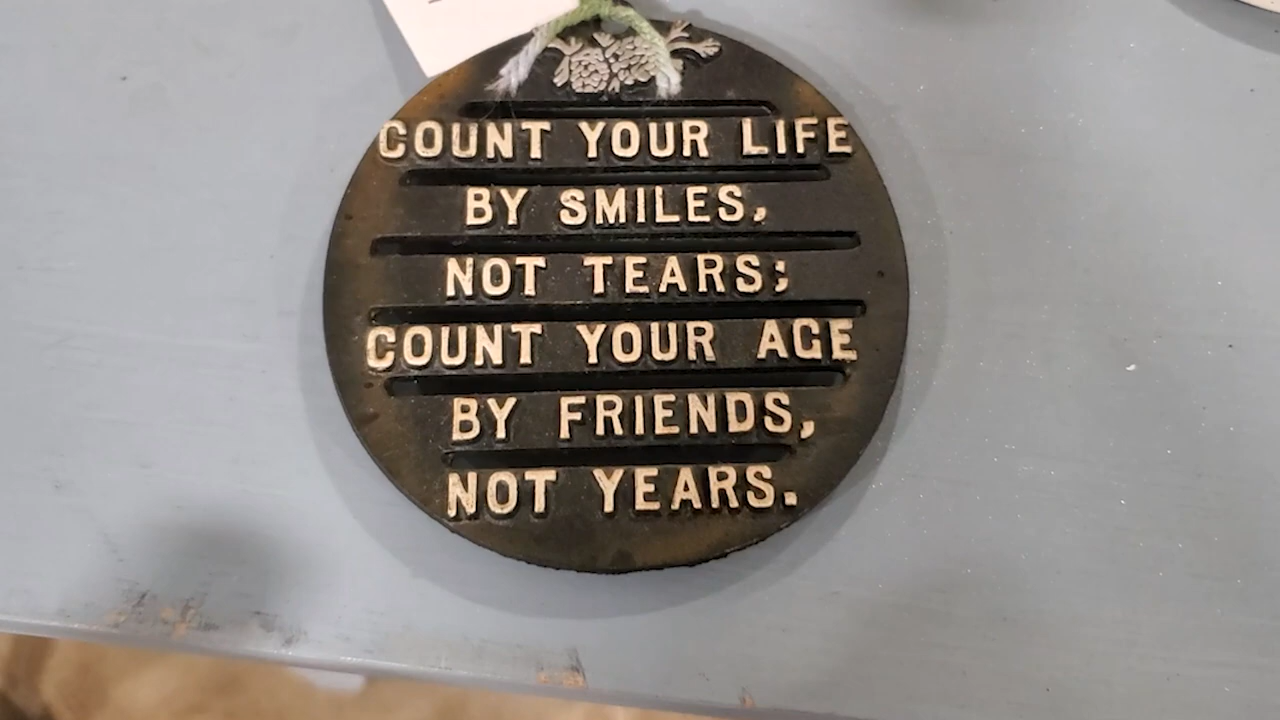 COUNT YOUR LIFE
BY SMILES,
NOT TEARS;
COUNT YOUR AGE
BY FRIENDS,
NOT YEARS.